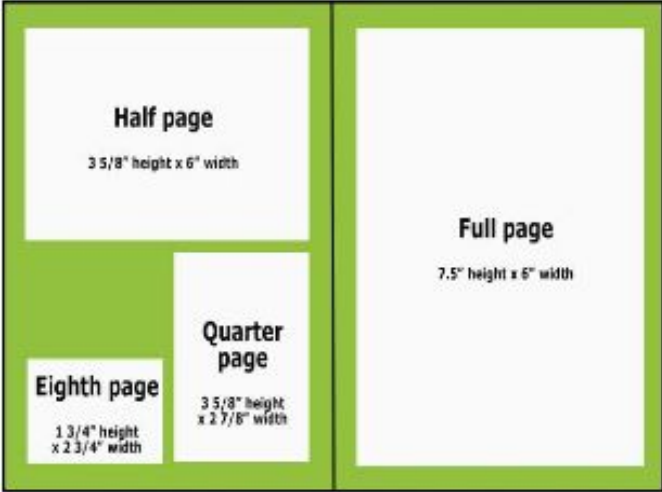 Half page
3 5/8" height x 6" width
Full page
7.5" height x 6" width
Quarter
page
3 5/8" height
x 2 7/8" width
Eighth page
1 3/4" height
x 2 3/4" width